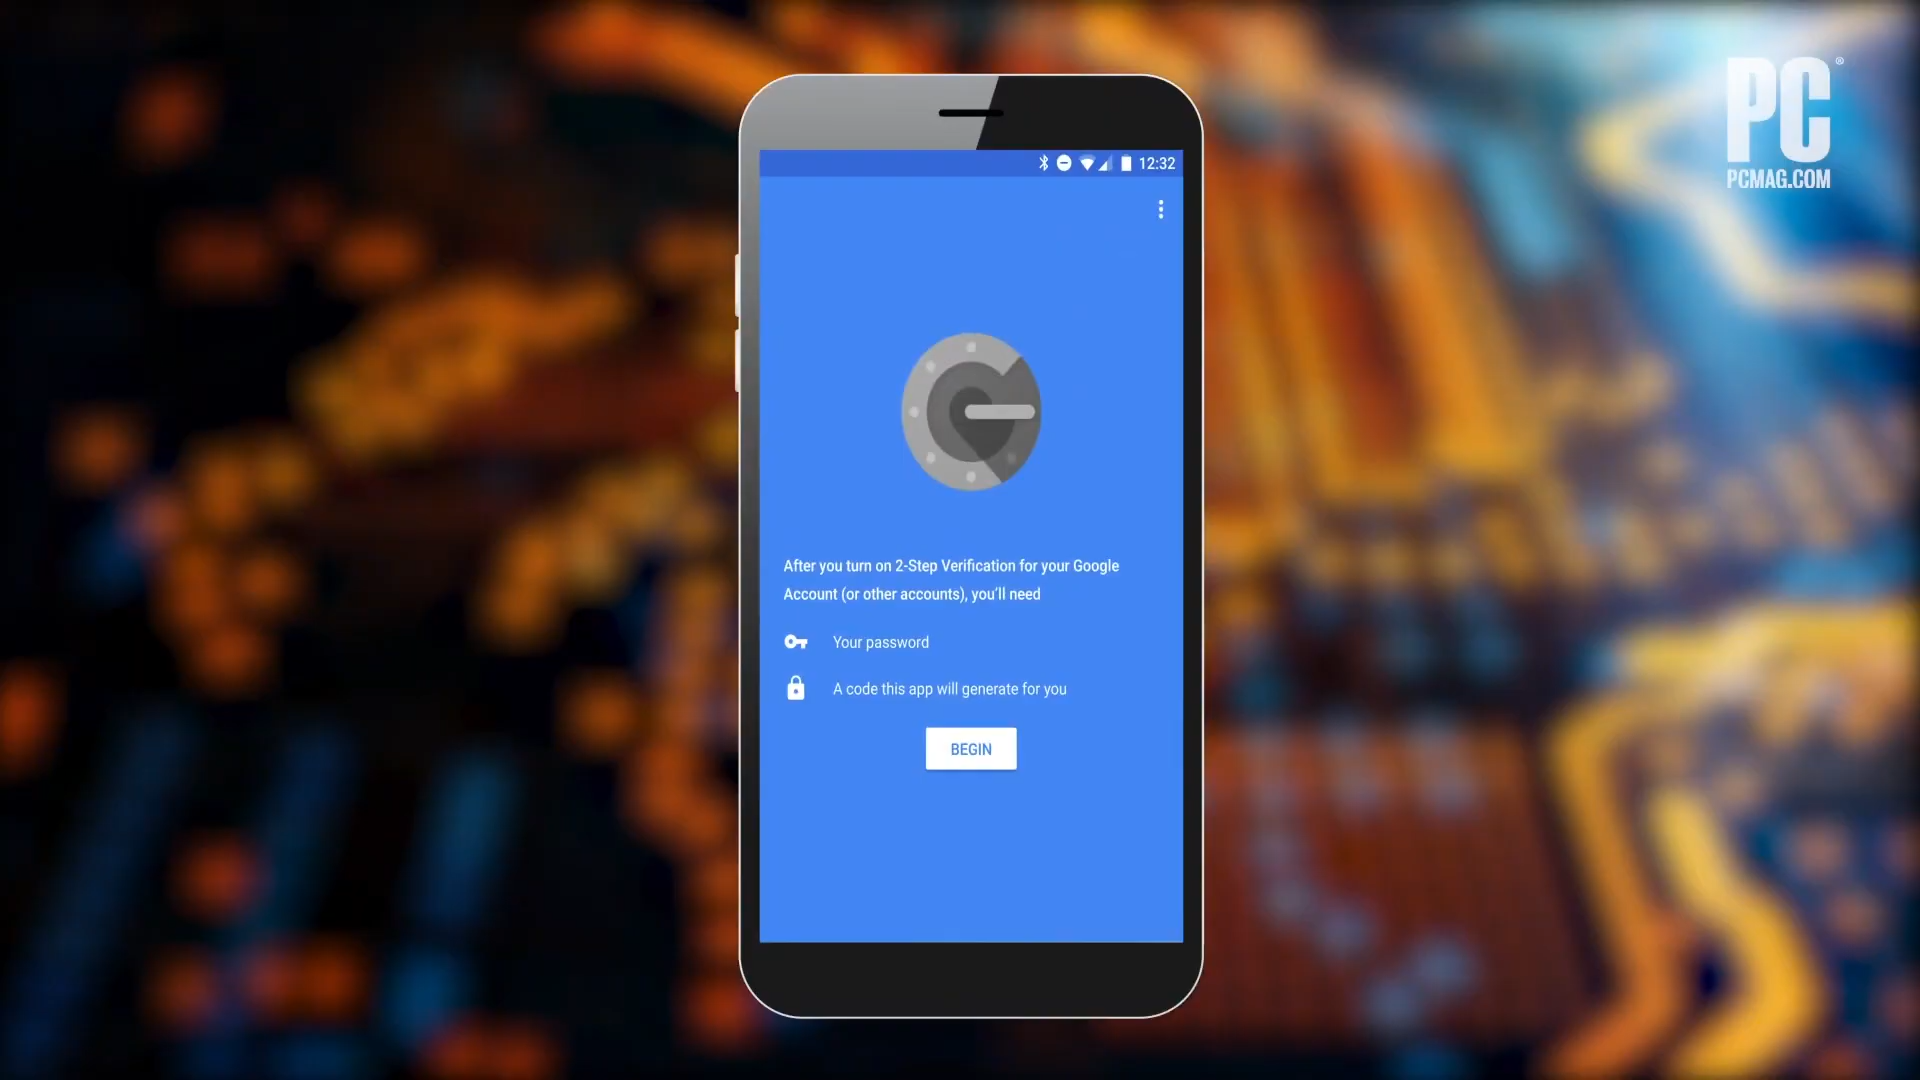 PC®
PCMAG.COM
12:32
After you turn on 2-Step Verification for your Google
Account (or other accounts), you'll need
Your password
A code this app will generate for you
BEGIN